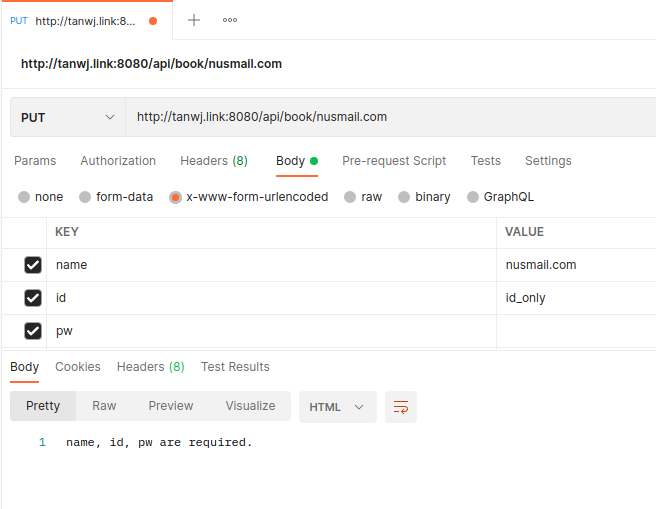 PUT http://tanwj.link:8...
http://tanwj.link:8080/api/book/nusmail.com
PUT http://tanwj.link:8080/api/book/nusmail.com
Params Authorization Headers (8) Body Pre-request Script Tests Settings
none form-data x-www-form-urlencoded raw binary GraphQL
KEY VALUE
name nusmail.com
id id_only
pw
Body Cookies Headers (8) Test Results
Pretty Raw Preview Visualize HTML
1 name, id, pw are required.